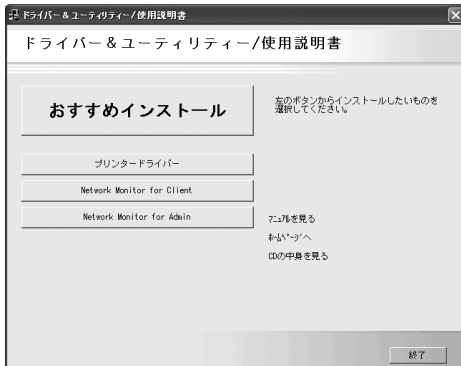 ドライバー&ユーティリティー/使用説明書
ドライバー&ユーティリティー/使用説明書
おすすめインストール
左のボタンからインストールしたいものを
選択してください。
プリンタードライバー
Network Monitor for Client
Network Monitor for Admin
ﾏﾆｭｱﾙを見る
ﾎｰﾑﾍﾟｰｼﾞへ
CDの中身を見る
終了